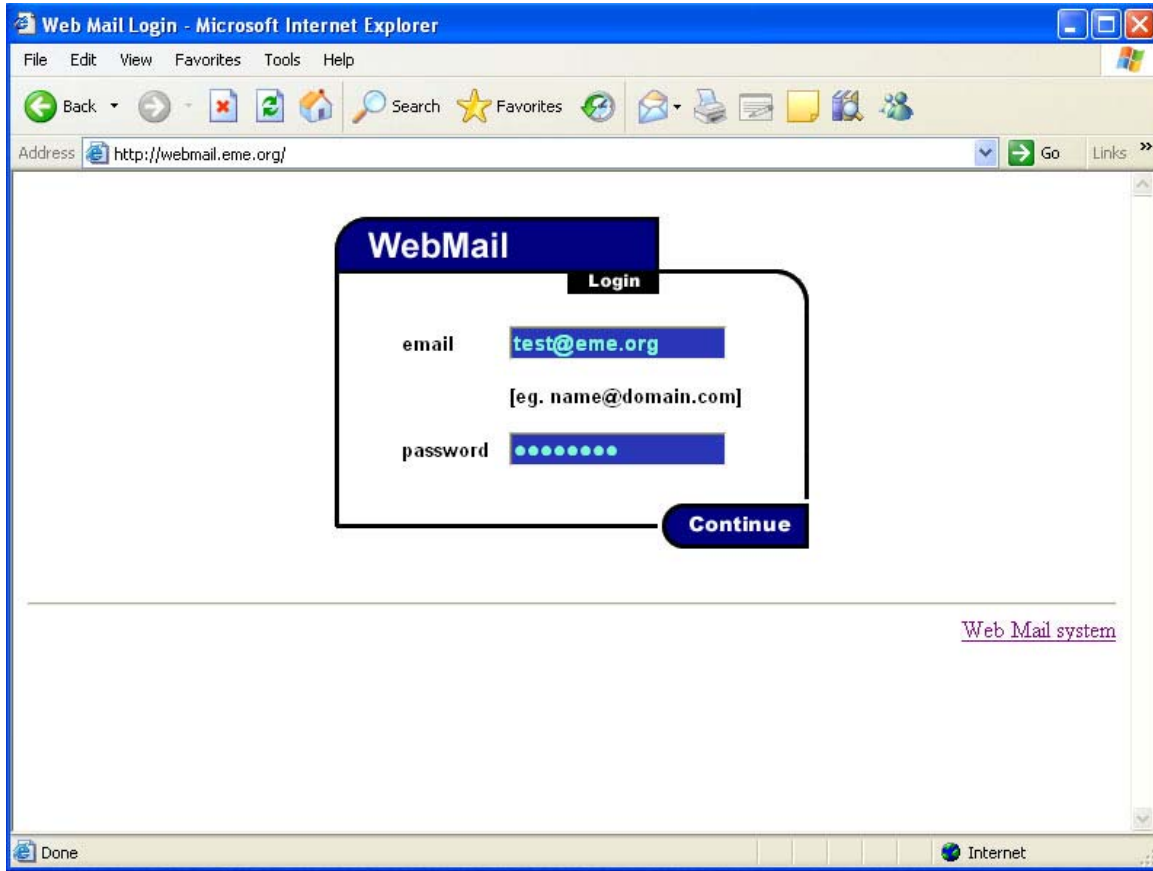 Web Mail Login - Microsoft Internet Explorer
File Edit View Favorites Tools Help
Back Search Favorites
Address http://webmail.eme.org/ Go Links »
WebMail
Login
email test@eme.org
[eg. name@domain.com]
password ●●●●●●●●
Continue
Web Mail system
Done Internet